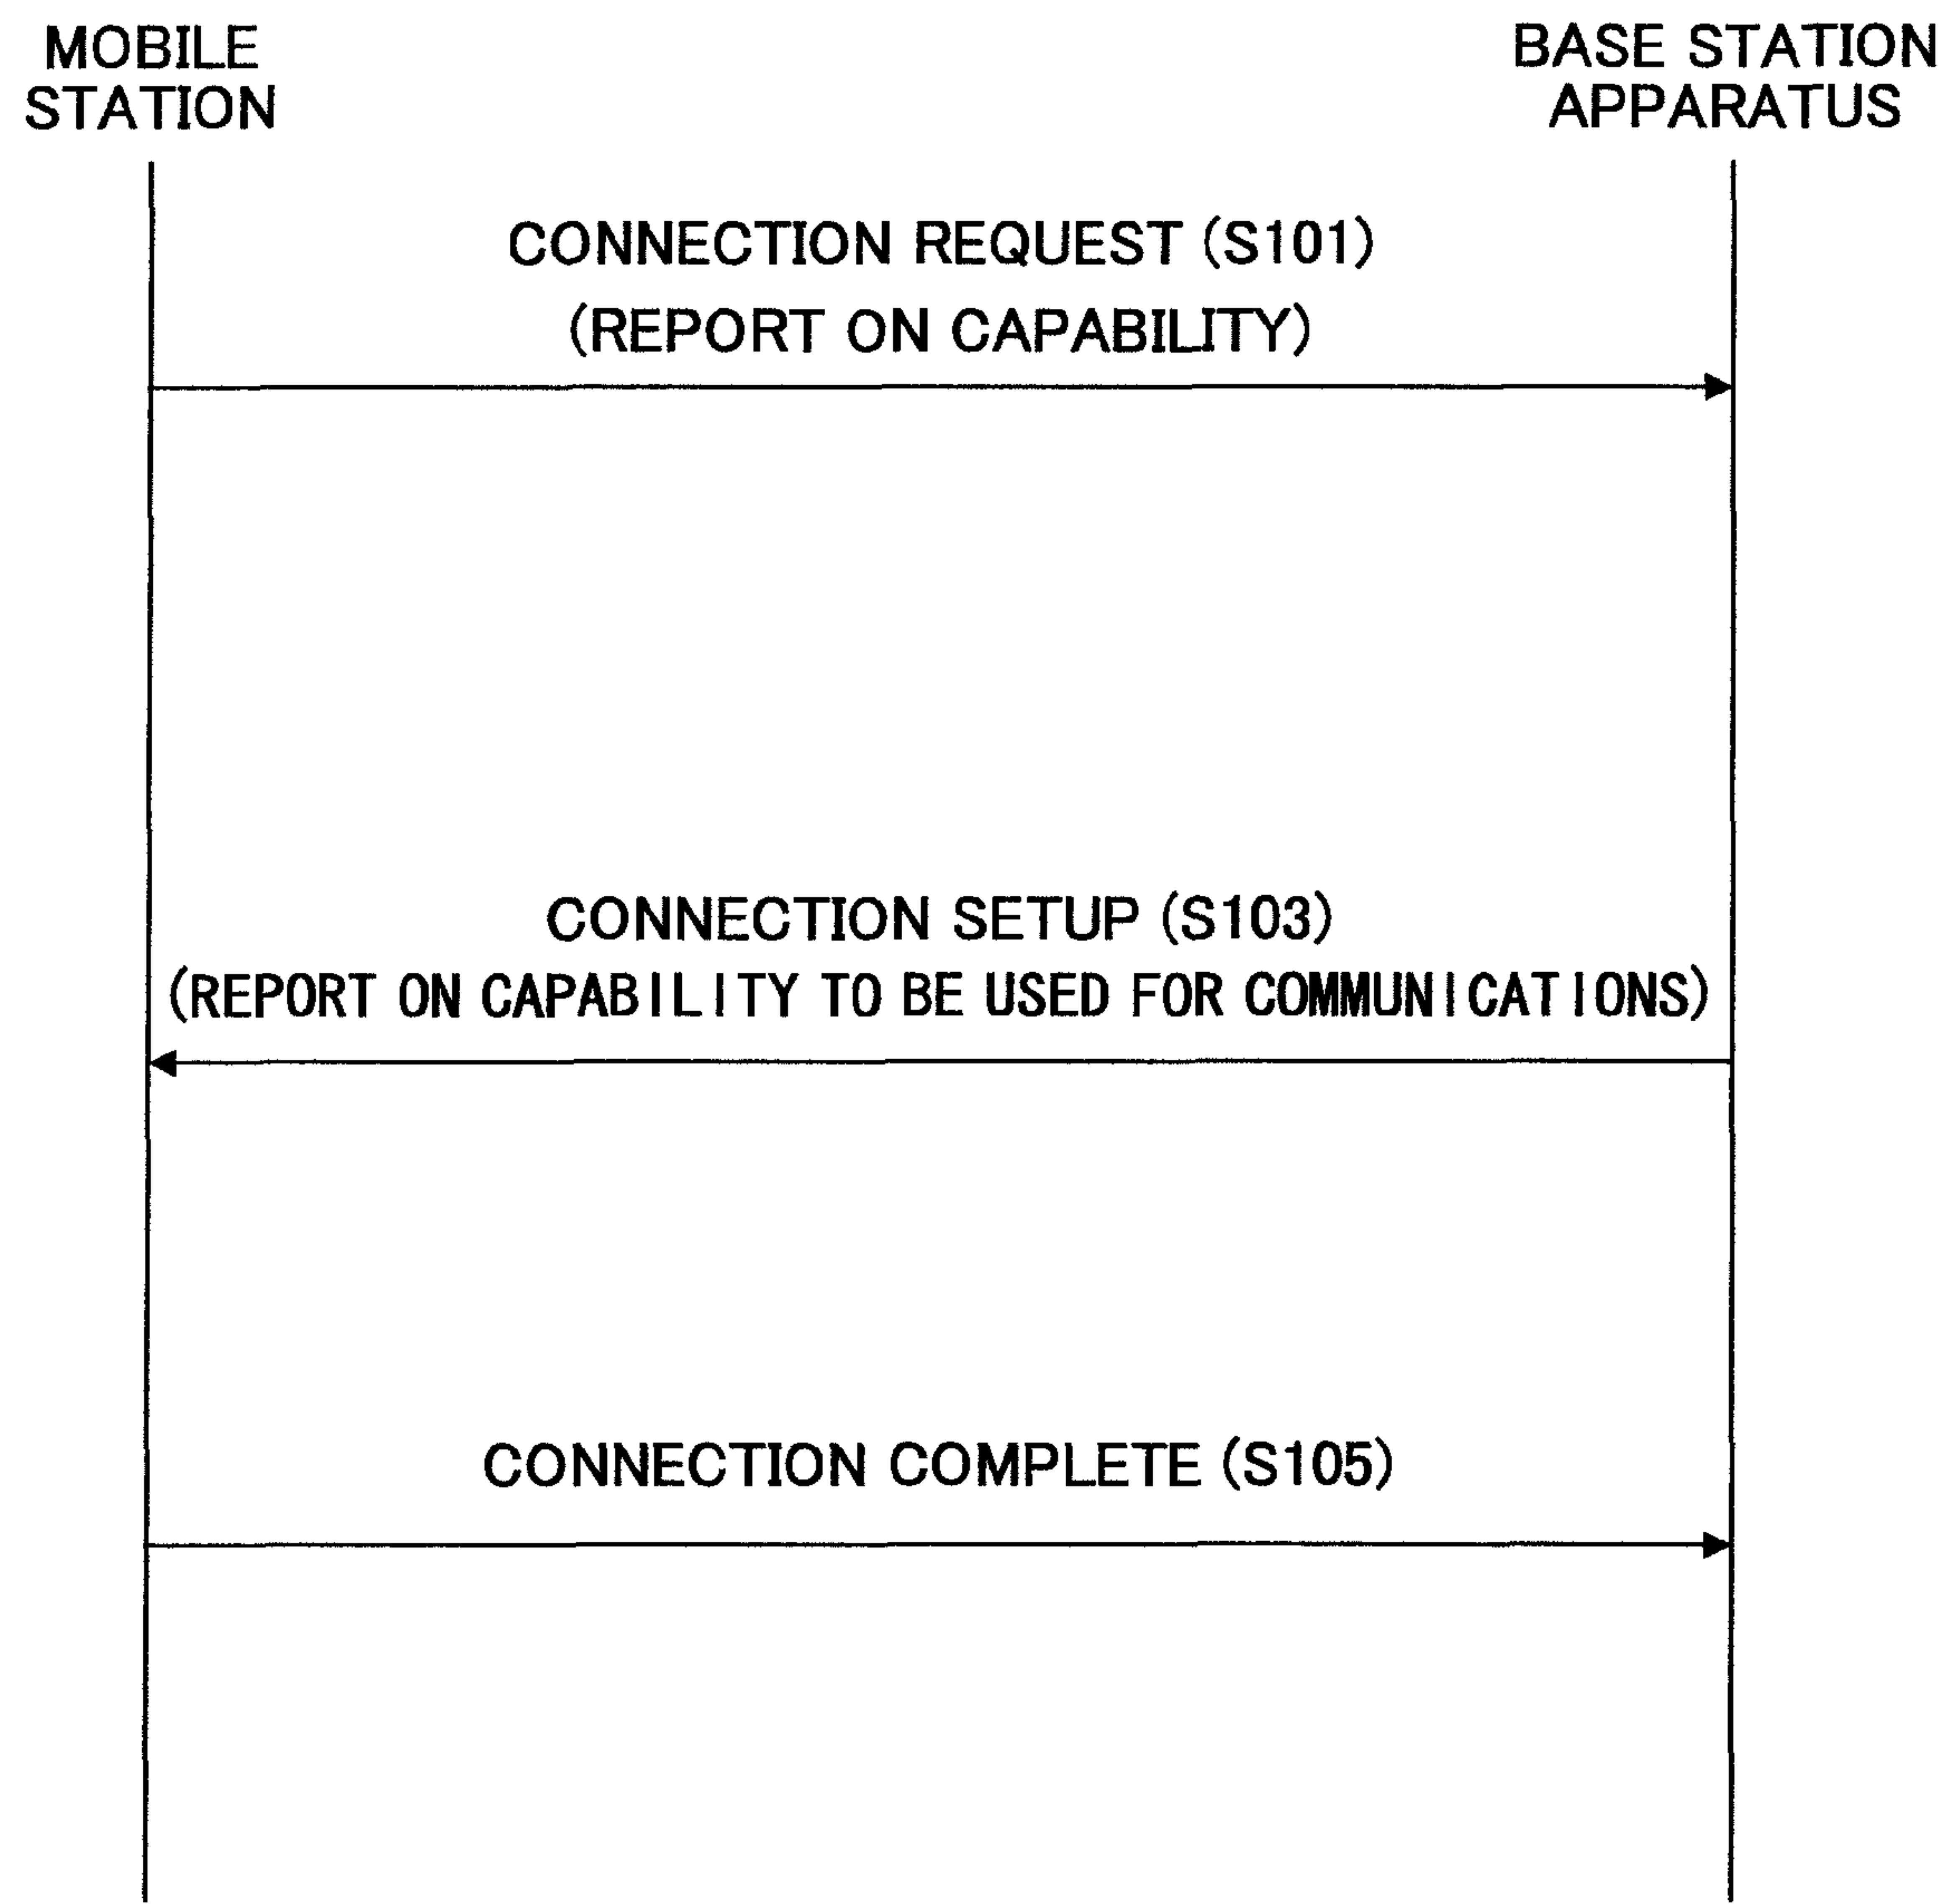 MOBILE
STATION
BASE STATION
APPARATUS
CONNECTION REQUEST (S101)
(REPORT ON CAPABILITY)
CONNECTION SETUP (S103)
(REPORT ON CAPABILITY TO BE USED FOR COMMUNICATIONS)
CONNECTION COMPLETE (S105)